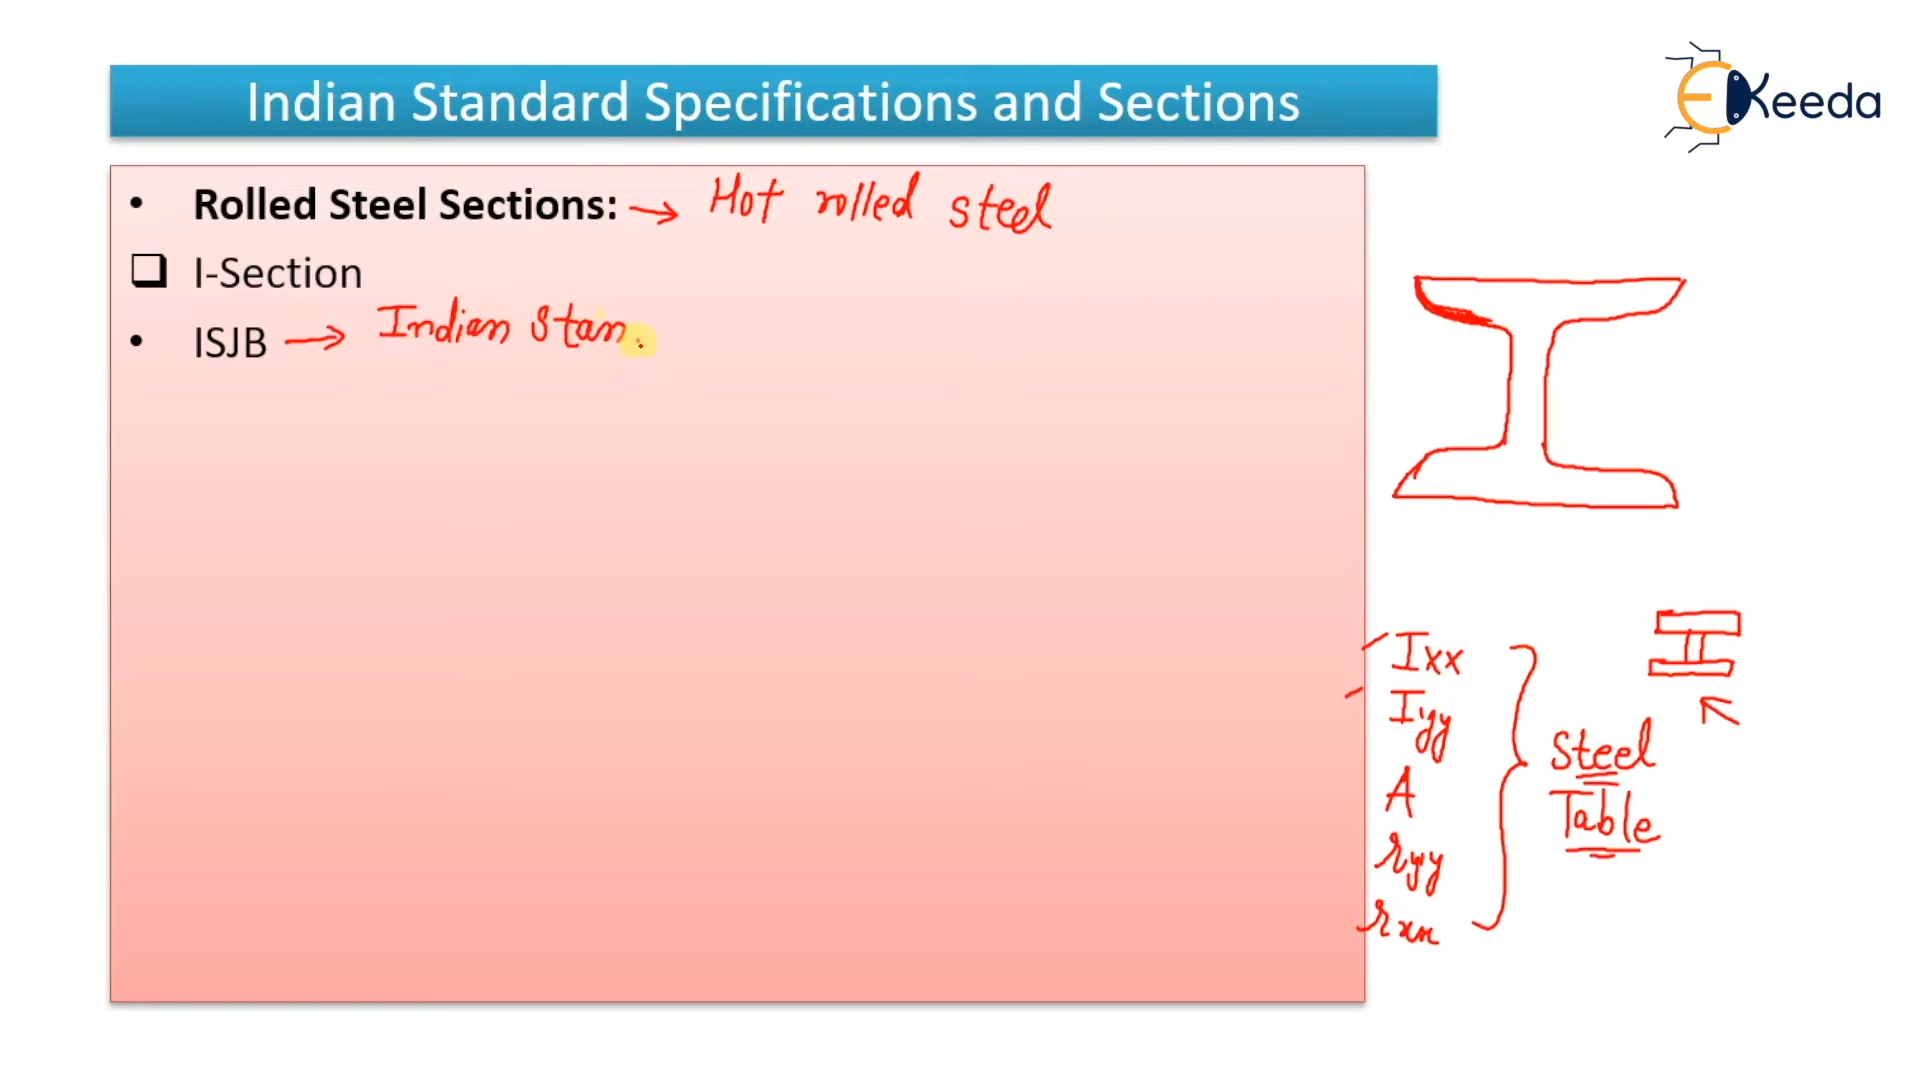 Indian Standard Specifications and Sections
EKeeda
• Rolled Steel Sections: → Hot rolled steel
❑ I-Section
• ISJB → Indian Stan
Ixx
Iyy
A
ryy
rxx
Steel
Table